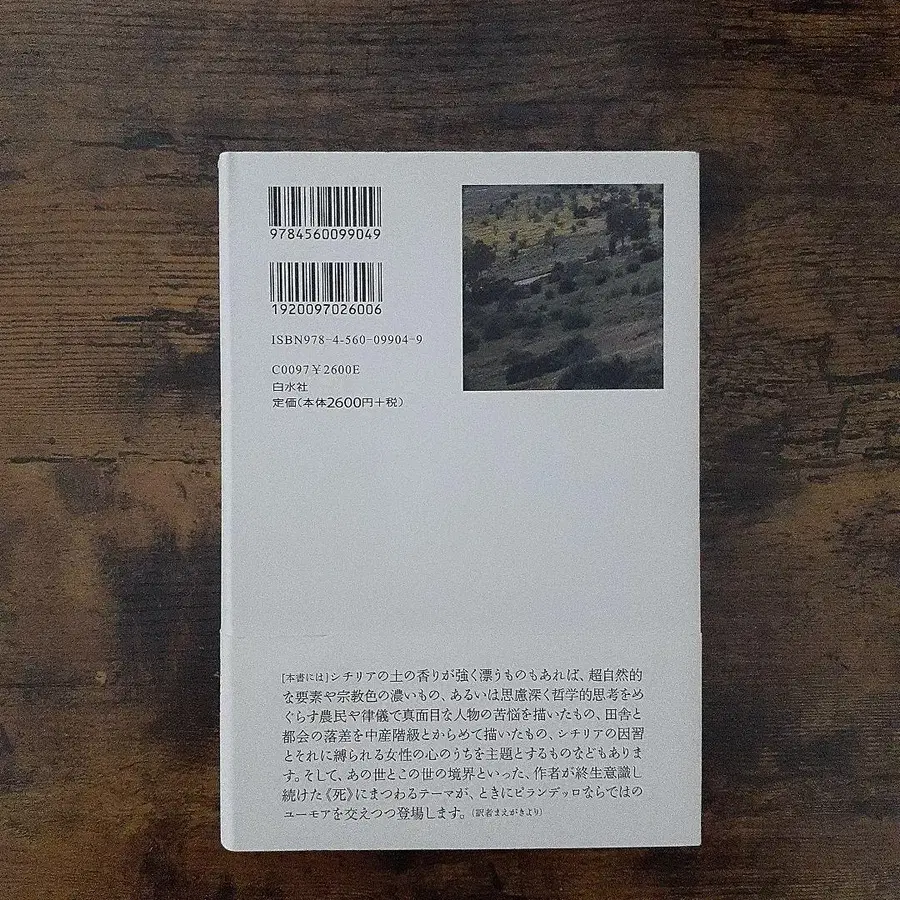 9784560099049
1920097026006
ISBN978-4-560-09904-9
C0097 ¥2600E
白水社
定価(本体2600円+税)
[本書には]シチリアの土の香りが強く漂うものもあれば、超自然的
な要素や宗教色の濃いもの、あるいは思慮深く哲学的思考をめ
ぐらす農民や律儀で真面目な人物の苦悩を描いたもの、田舎と
都会の落差を中産階級とからめて描いたもの、シチリアの因習
とそれに縛られる女性の心のうちを主題とするものなどもありま
す。そして、あの世とこの世の境界といった、作者が終生意識し
続けた《死》にまつわるテーマが、ときにピランデッロならではの
ユーモアを交えつつ登場します。(訳者まえがきより)